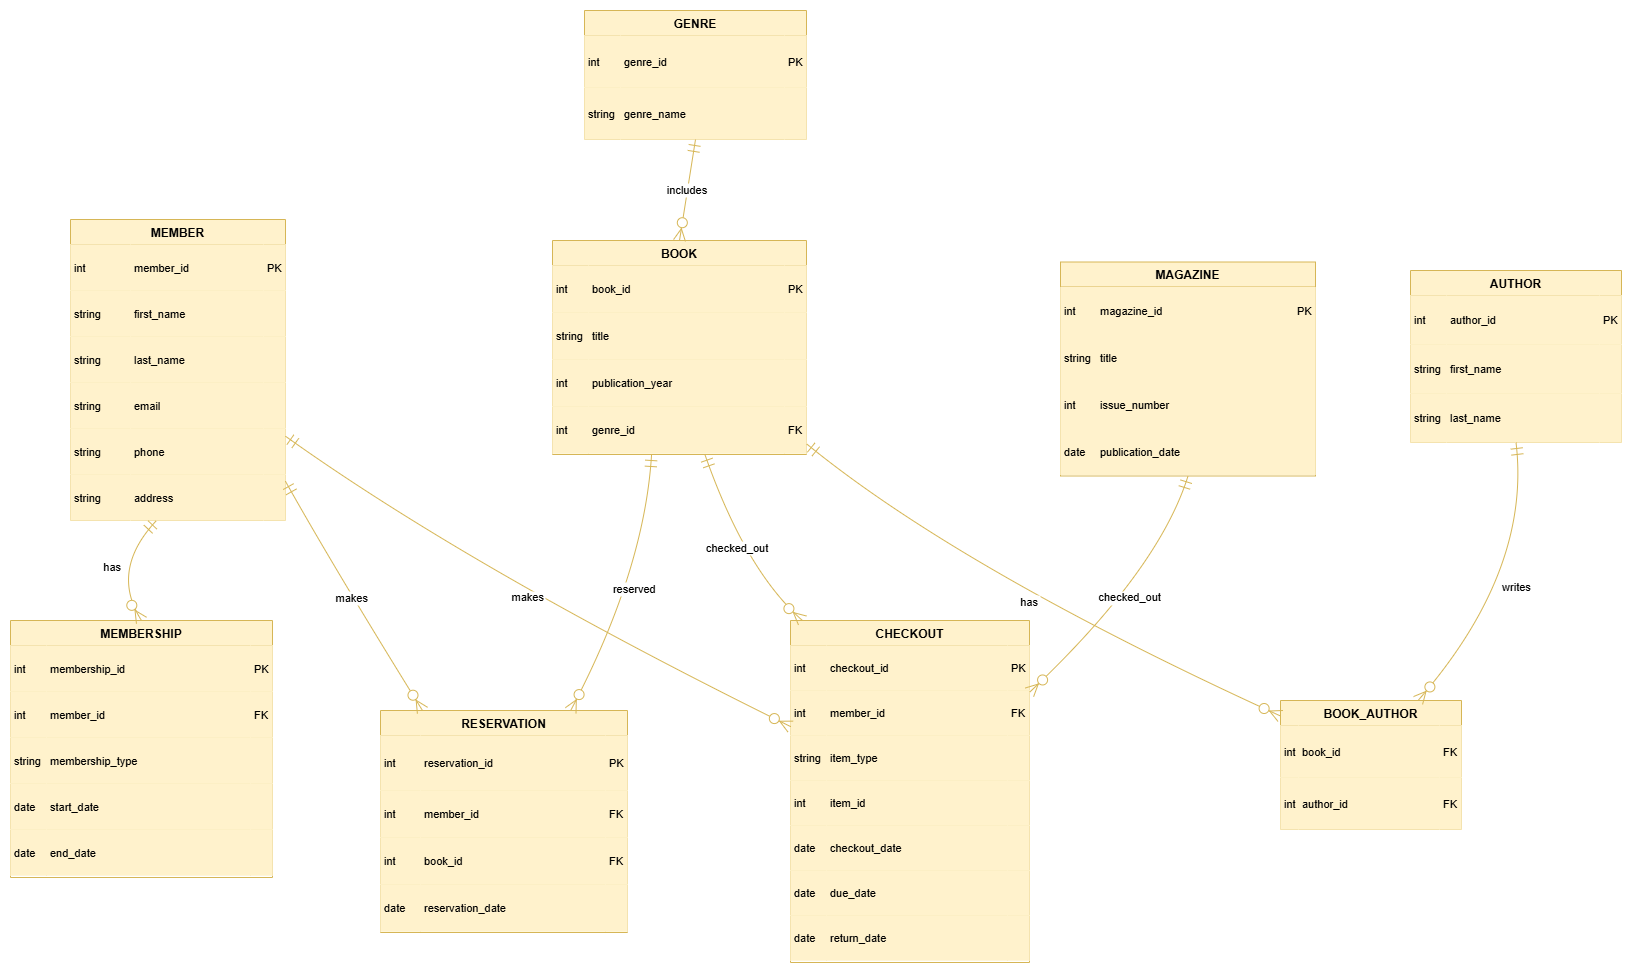 GENRE
int genre_id PK
string genre_name
includes
MEMBER
int member_id PK
string first_name
string last_name
string email
string phone
string address
BOOK
int book_id PK
string title
int publication_year
int genre_id FK
MAGAZINE
int magazine_id PK
string title
int issue_number
date publication_date
AUTHOR
int author_id PK
string first_name
string last_name
has
makes
makes
reserved
checked_out
has
checked_out
writes
MEMBERSHIP
int membership_id PK
int member_id FK
string membership_type
date start_date
date end_date
RESERVATION
int reservation_id PK
int member_id FK
int book_id FK
date reservation_date
CHECKOUT
int checkout_id PK
int member_id FK
string item_type
int item_id
date checkout_date
date due_date
date return_date
BOOK_AUTHOR
int book_id FK
int author_id FK